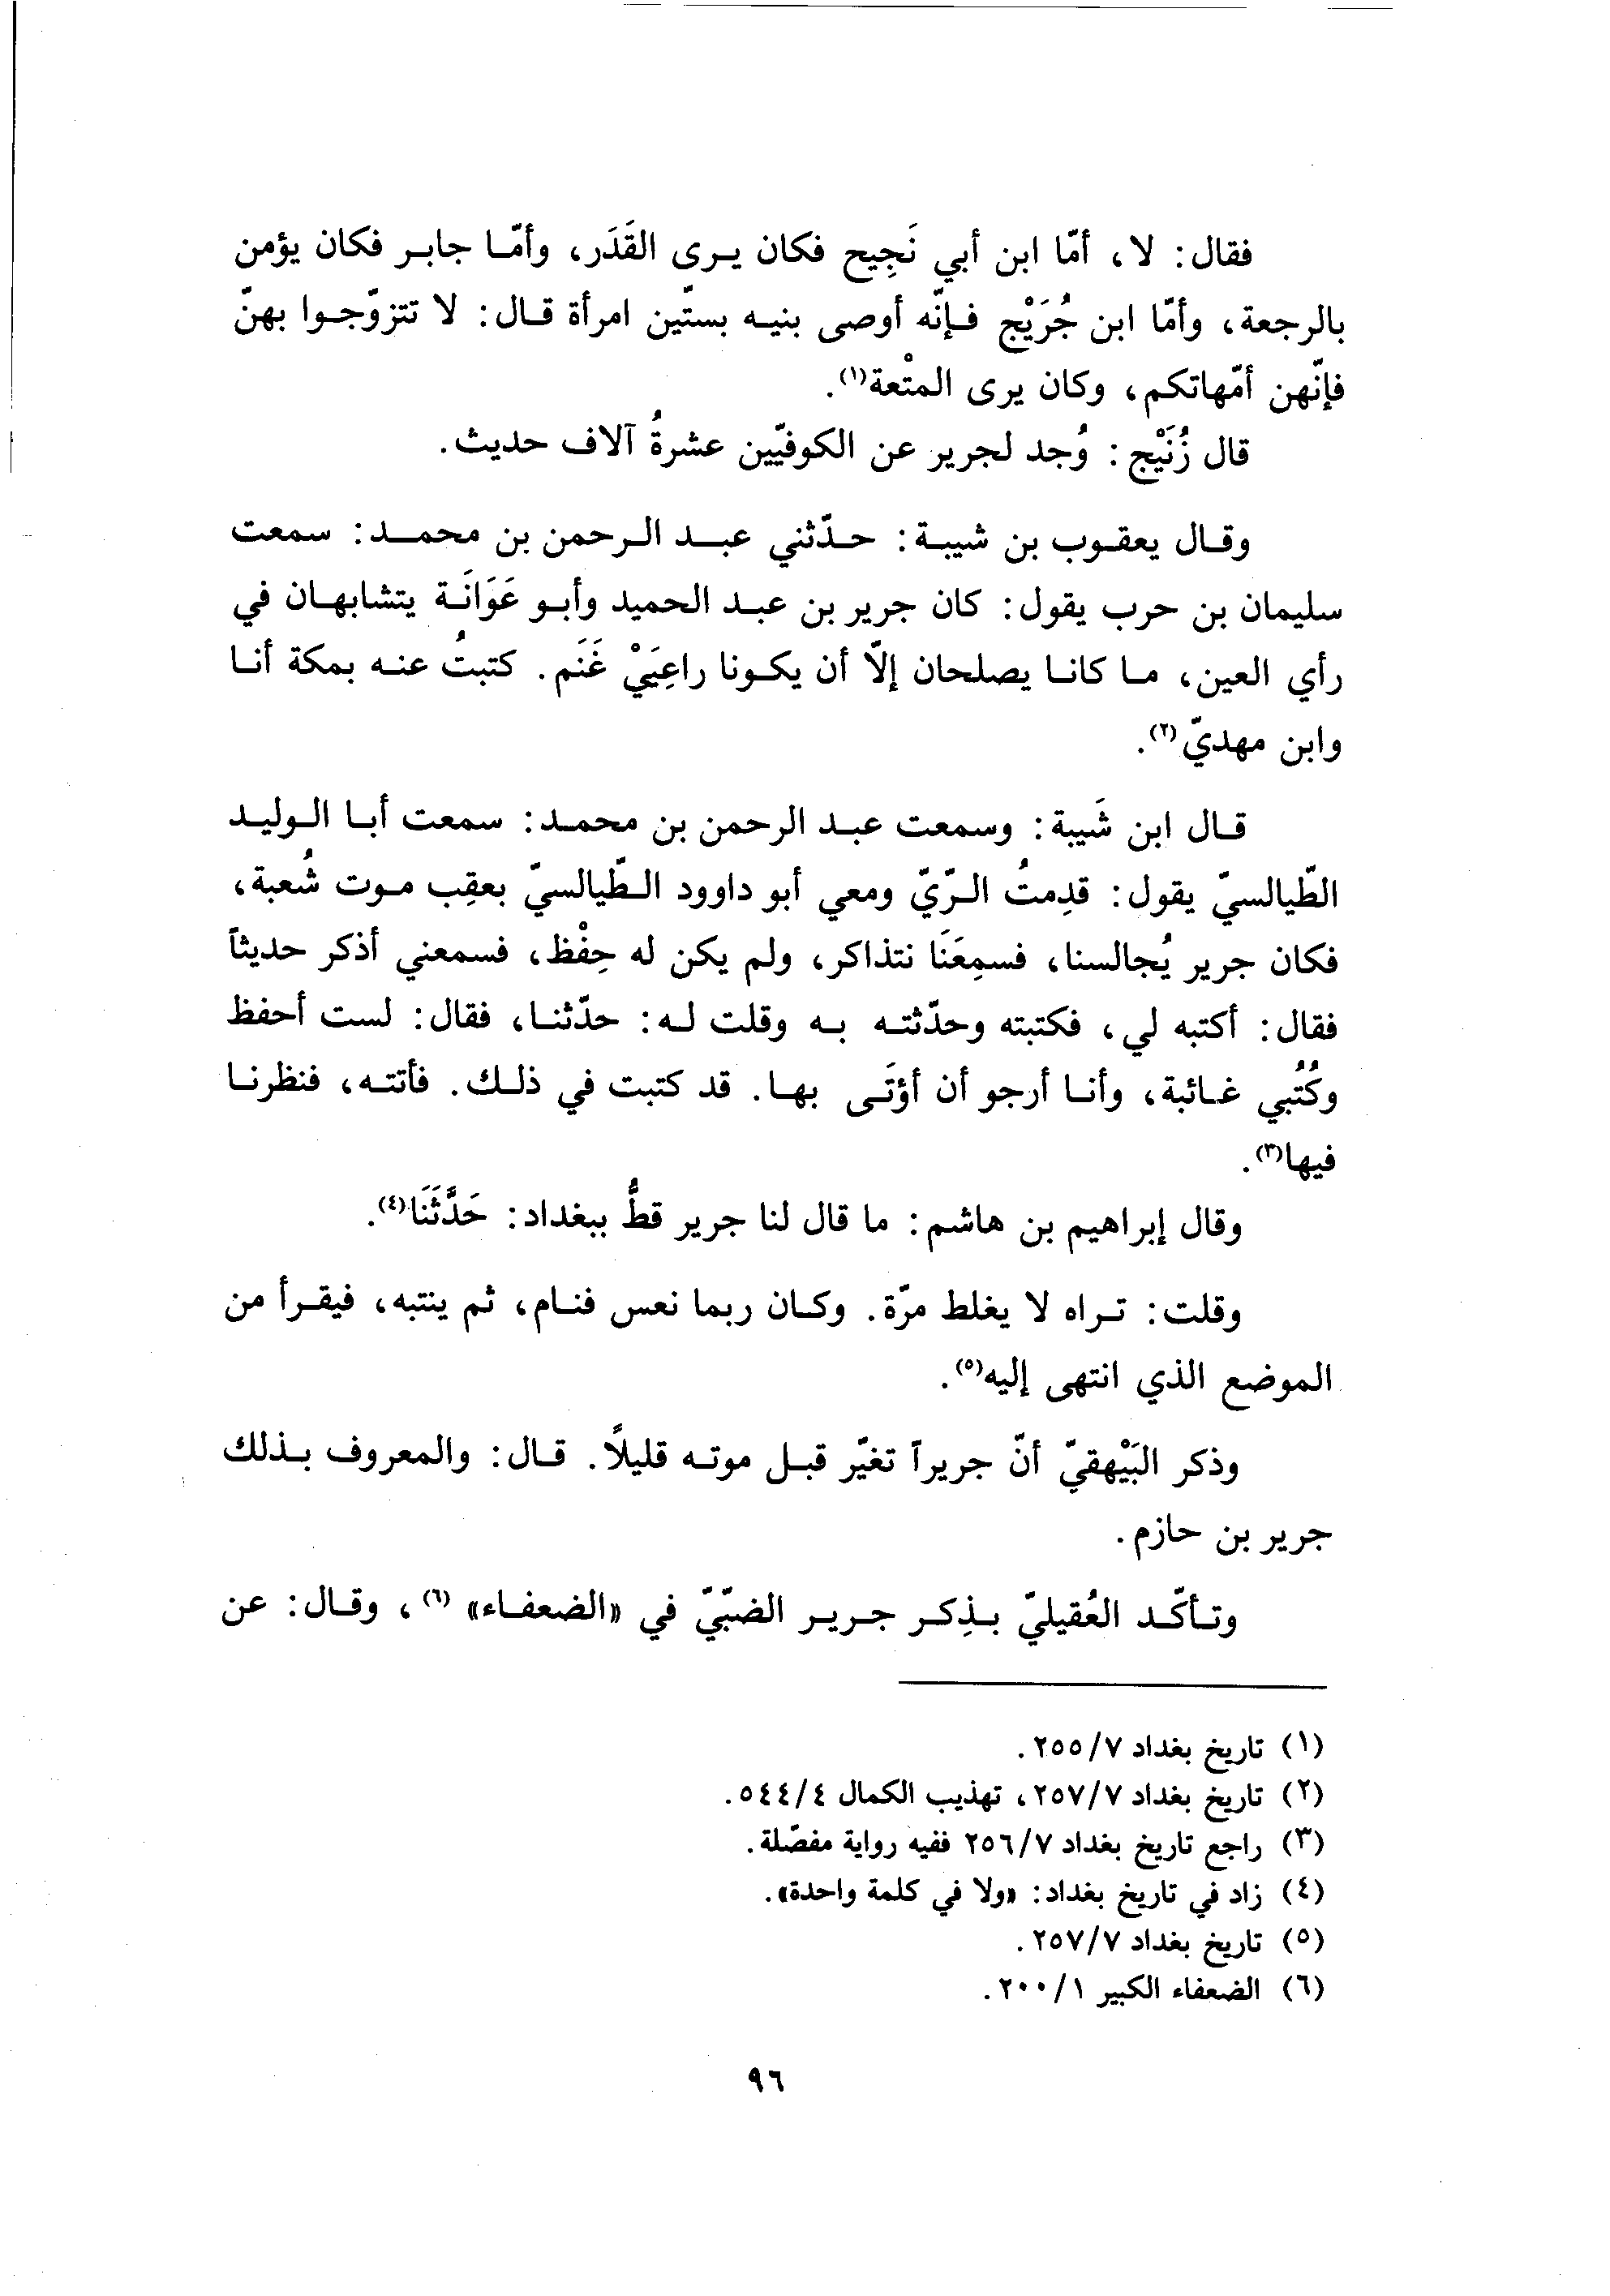 فقال: لا، أمّا ابن أبي نَجِيح فكان يرى القَدَر، وأمّا جابر فكان يؤمن
بالرجعة، وأمّا ابن جُرَيْج فإنّه أوصى بنيه بستّين امرأة قال: لا تتزوّجوا بهنّ
فإنّهن أمّهاتكم، وكان يرى المتْعة(١).
قال زُنَيْج: وُجد لجرير عن الكوفيّين عشرةُ آلاف حديث.
وقال يعقوب بن شيبة: حدّثني عبد الرحمن بن محمد: سمعت
سليمان بن حرب يقول: كان جرير بن عبد الحميد وأبو عَوَانَة يتشابهان في
رأي العين، ما كانا يصلحان إلّا أن يكونا راعِيَيْ غَنَم. كتبتُ عنه بمكة أنا
وابن مهديّ(٢).
قال ابن شَيبة: وسمعت عبد الرحمن بن محمد: سمعت أبا الوليد
الطّيالسيّ يقول: قدِمتُ الرّيّ ومعي أبو داوود الطّيالسيّ بعقِب موت شُعبة،
فكان جرير يُجالسنا، فسمِعَنَا نتذاكر، ولم يكن له حِفْظ، فسمعني أذكر حديثاً
فقال: أكتبه لي، فكتبته وحدّثته به وقلت له: حدّثنا، فقال: لست أحفظ
وكُتُبي غائبة، وأنا أرجو أن أؤتَى بها. قد كتبت في ذلك. فأتته، فنظرنا
فيها(٣).
وقال إبراهيم بن هاشم: ما قال لنا جرير قطُّ ببغداد: حَدَّثَنَا(٤).
وقلت: تراه لا يغلط مرّة. وكان ربما نعس فنام، ثم ينتبه، فيقرأ من
الموضع الذي انتهى إليه(٥).
وذكر البَيْهقيّ أنّ جريراً تغيّر قبل موته قليلًا. قال: والمعروف بذلك
جرير بن حازم.
وتأكّد العُقيليّ بذِكر جرير الضبّيّ في «الضعفاء» (٦)، وقال: عن
(١) تاريخ بغداد ٢٥٥/٧.
(٢) تاريخ بغداد ٢٥٧/٧، تهذيب الكمال ٥٤٤/٤.
(٣) راجع تاريخ بغداد ٢٥٦/٧ ففيه رواية مفصّلة.
(٤) زاد في تاريخ بغداد: «ولا في كلمة واحدة».
(٥) تاريخ بغداد ٢٥٧/٧.
(٦) الضعفاء الكبير ٢٠٠/١.
٩٦